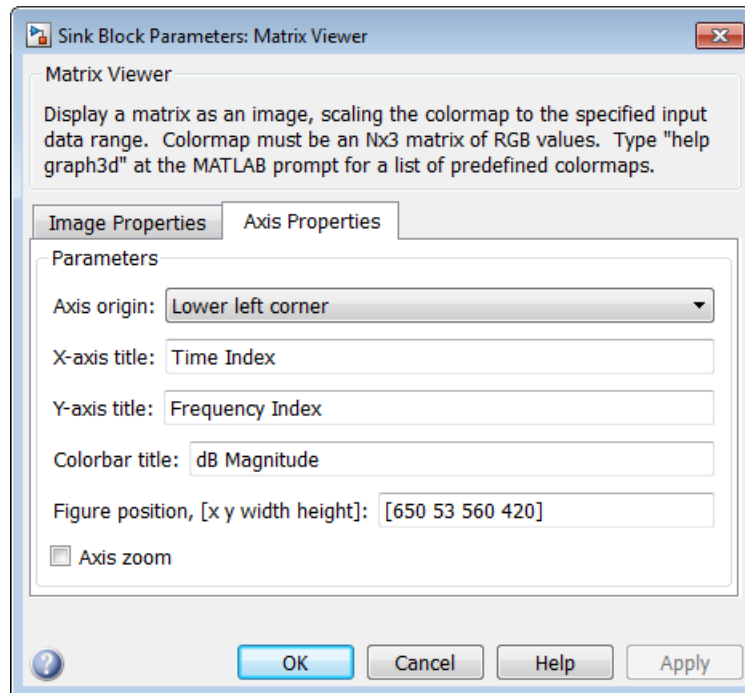 Sink Block Parameters: Matrix Viewer
Matrix Viewer
Display a matrix as an image, scaling the colormap to the specified input
data range.  Colormap must be an Nx3 matrix of RGB values.  Type "help
graph3d" at the MATLAB prompt for a list of predefined colormaps.
Image Properties Axis Properties
Parameters
Axis origin: Lower left corner
X-axis title: Time Index
Y-axis title: Frequency Index
Colorbar title: dB Magnitude
Figure position, [x y width height]: [650 53 560 420]
Axis zoom
? OK Cancel Help Apply